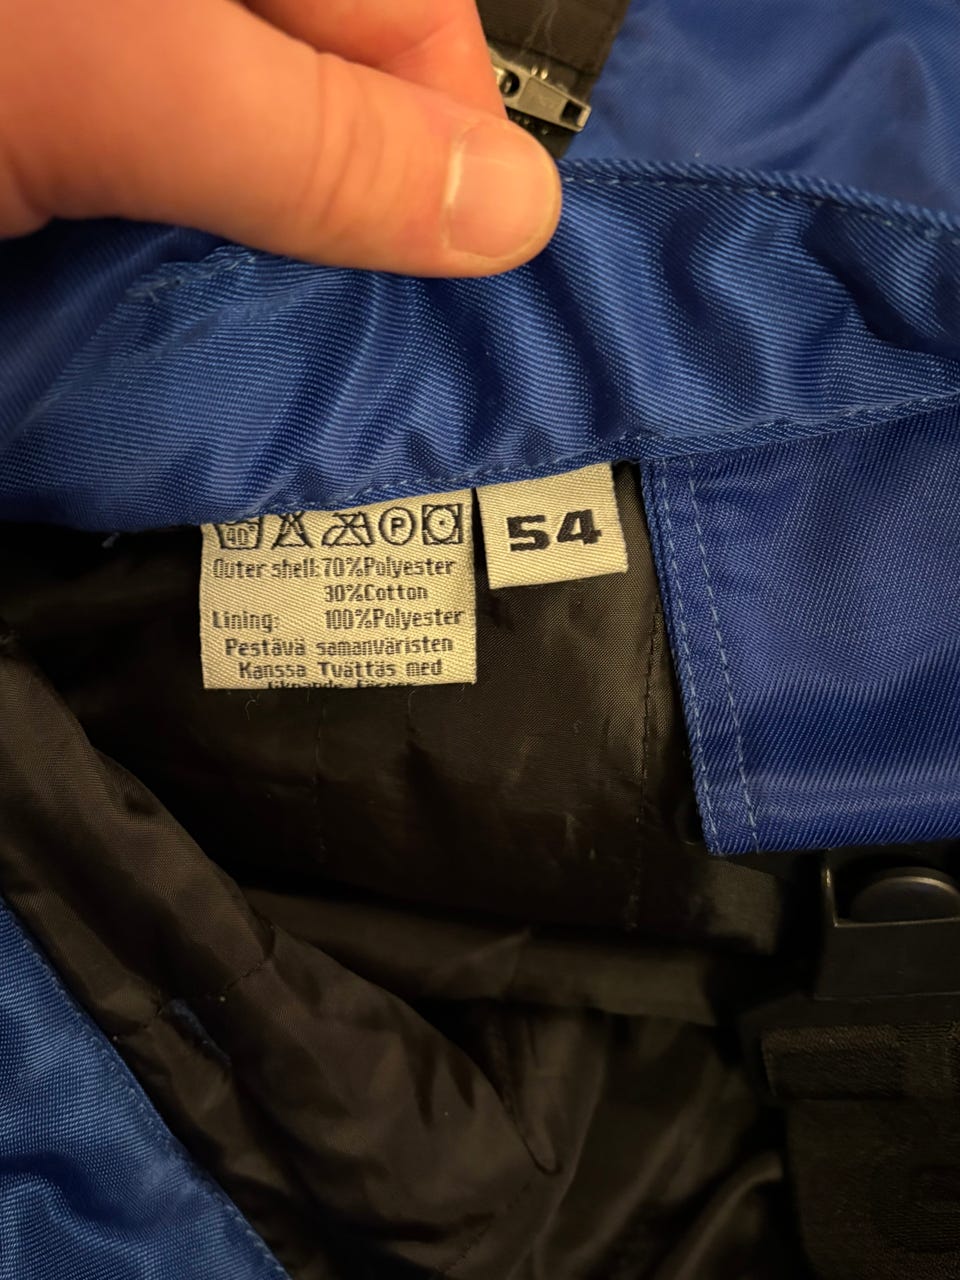 40°
P
54
Outer shell: 70%Polyester
30%Cotton
Lining: 100%Polyester
Pestävä samanväristen
Kanssa Tvättäs med